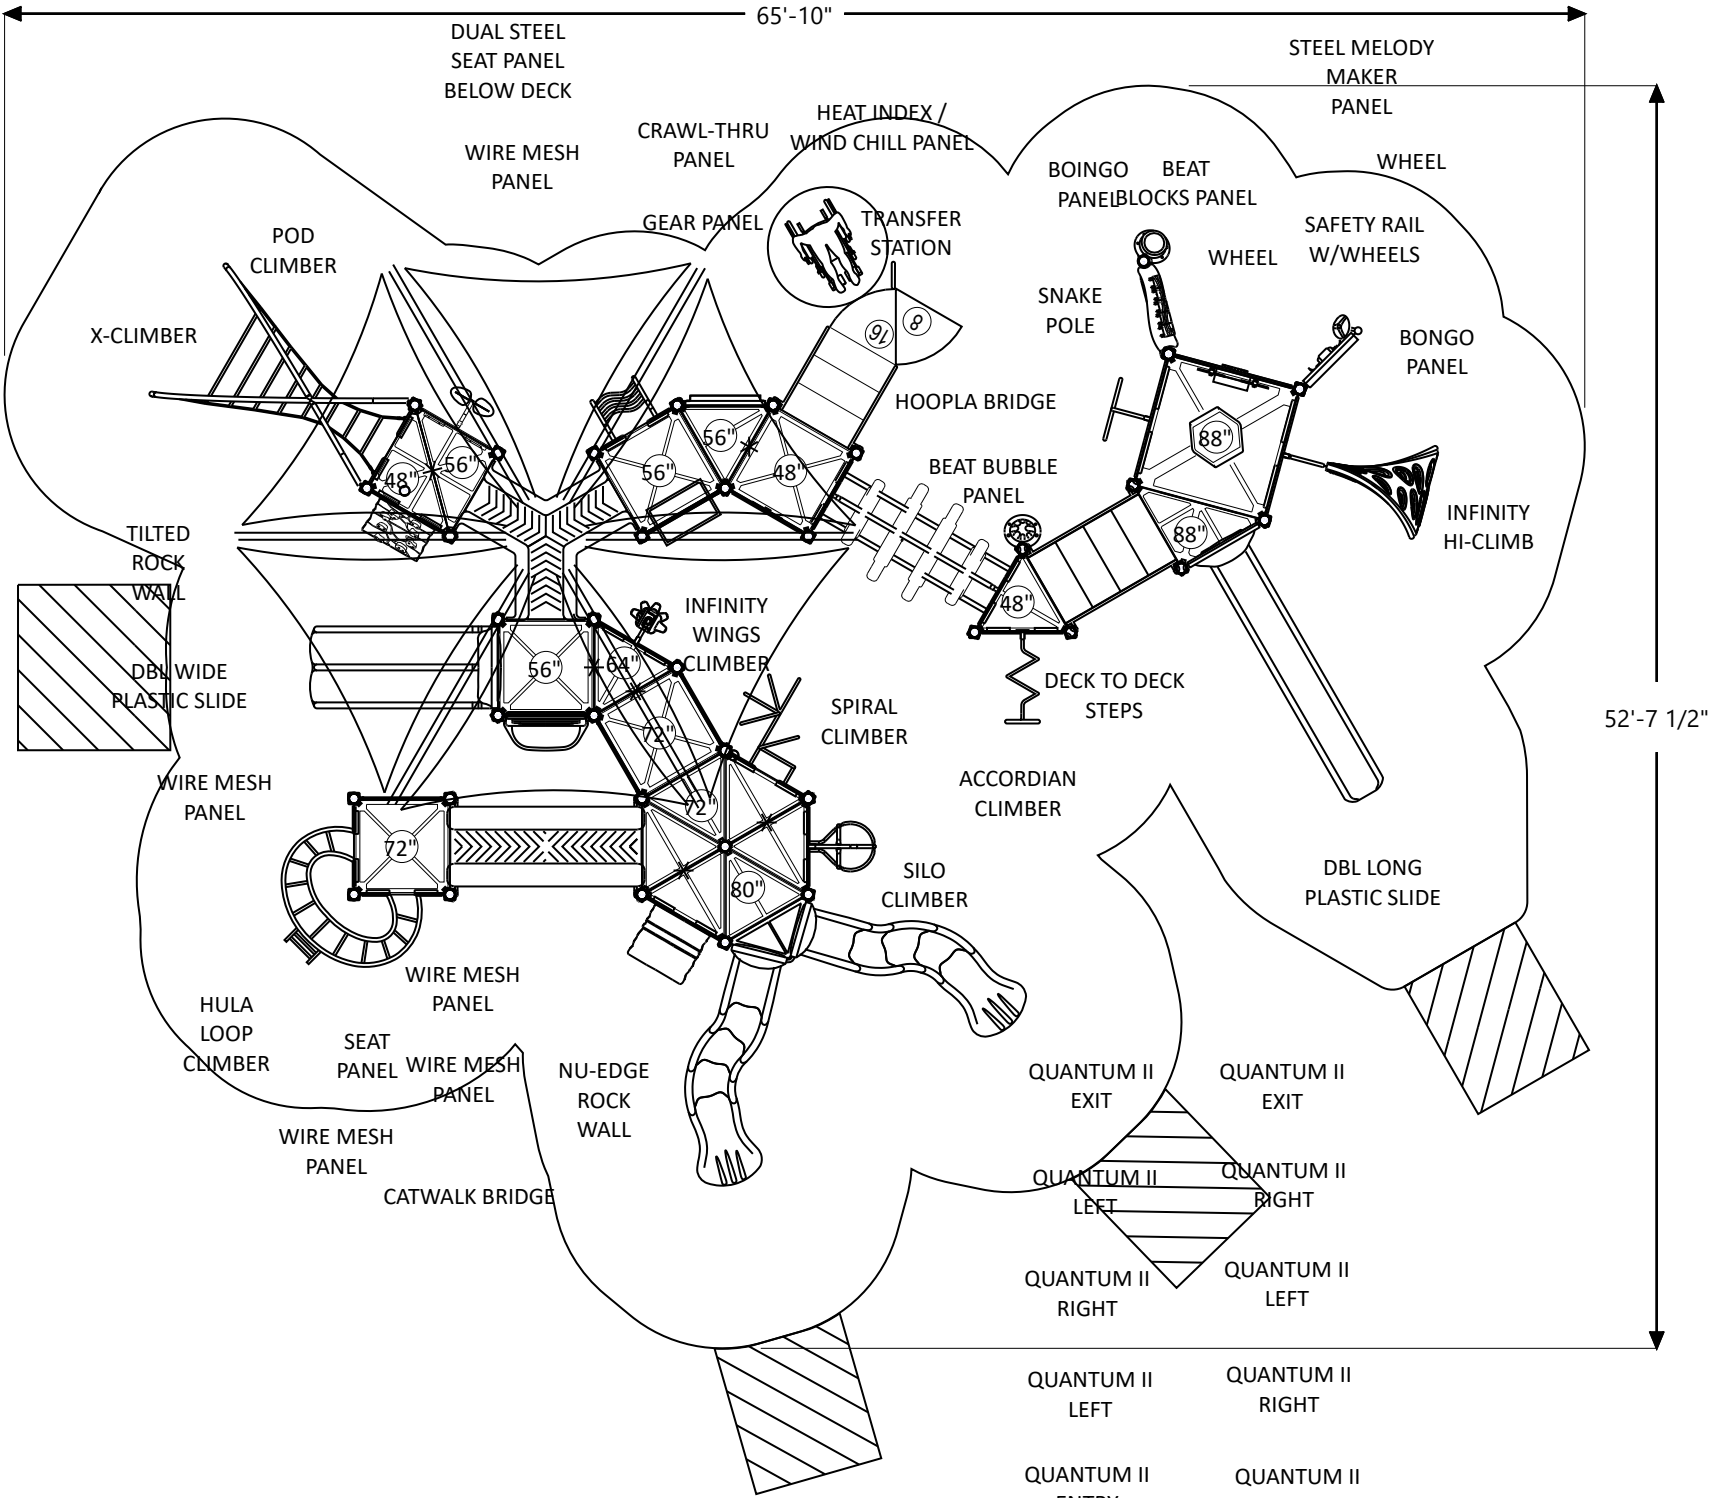 65'-10"
DUAL STEEL
SEAT PANEL
BELOW DECK
STEEL MELODY
MAKER
PANEL
HEAT INDEX /
WIND CHILL PANEL
CRAWL-THRU
PANEL
WIRE MESH
PANEL
WHEEL
BOINGO
PANEL
BEAT
BLOCKS PANEL
GEAR PANEL
TRANSFER
STATION
SAFETY RAIL
W/WHEELS
POD
CLIMBER
WHEEL
SNAKE
POLE
X-CLIMBER
16
8
BONGO
PANEL
HOOPLA BRIDGE
56"
88"
48"
56"
56"
48"
BEAT BUBBLE
PANEL
INFINITY
HI-CLIMB
TILTED
ROCK
WALL
88"
48"
INFINITY
WINGS
CLIMBER
56"
64"
DBL WIDE
PLASTIC SLIDE
DECK TO DECK
STEPS
SPIRAL
CLIMBER
52'-7 1/2"
72"
WIRE MESH
PANEL
ACCORDIAN
CLIMBER
72"
72"
80"
SILO
CLIMBER
DBL LONG
PLASTIC SLIDE
WIRE MESH
PANEL
HULA
LOOP
CLIMBER
SEAT
PANEL
WIRE MESH
PANEL
NU-EDGE
ROCK
WALL
QUANTUM II
EXIT
QUANTUM II
EXIT
WIRE MESH
PANEL
CATWALK BRIDGE
QUANTUM II
LEFT
QUANTUM II
RIGHT
QUANTUM II
RIGHT
QUANTUM II
LEFT
QUANTUM II
LEFT
QUANTUM II
RIGHT
QUANTUM II
QUANTUM II